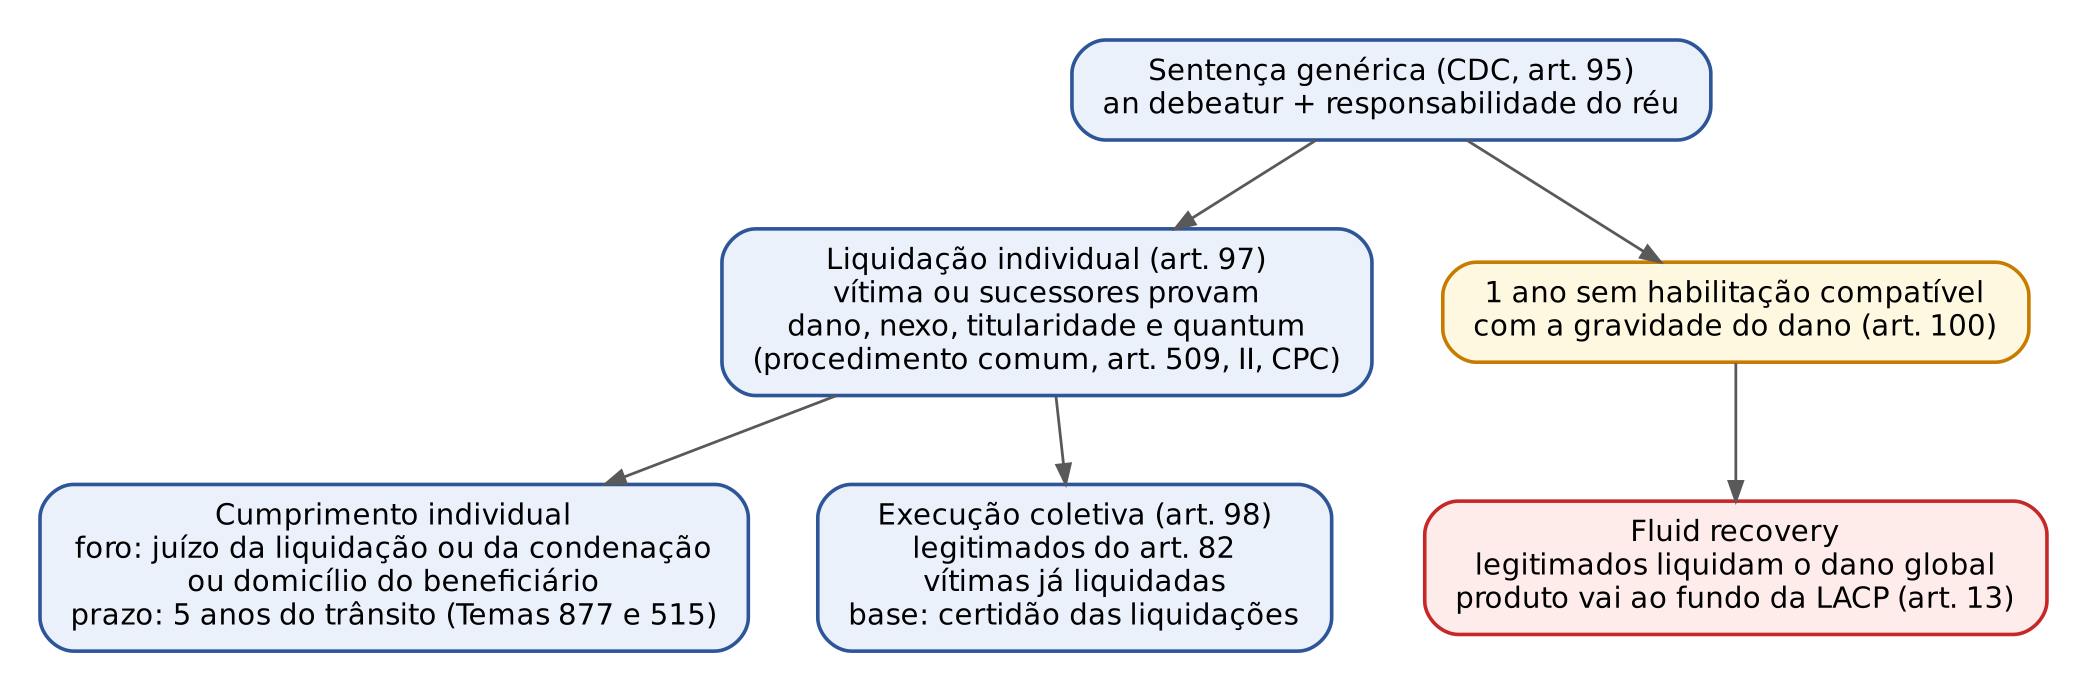 Sentença genérica (CDC, art. 95)
an debeatur + responsabilidade do réu
Liquidação individual (art. 97)
vítima ou sucessores provam
dano, nexo, titularidade e quantum
(procedimento comum, art. 509, II, CPC)
1 ano sem habilitação compatível
com a gravidade do dano (art. 100)
Cumprimento individual
foro: juízo da liquidação ou da condenação
ou domicílio do beneficiário
prazo: 5 anos do trânsito (Temas 877 e 515)
Execução coletiva (art. 98)
legitimados do art. 82
vítimas já liquidadas
base: certidão das liquidações
Fluid recovery
legitimados liquidam o dano global
produto vai ao fundo da LACP (art. 13)